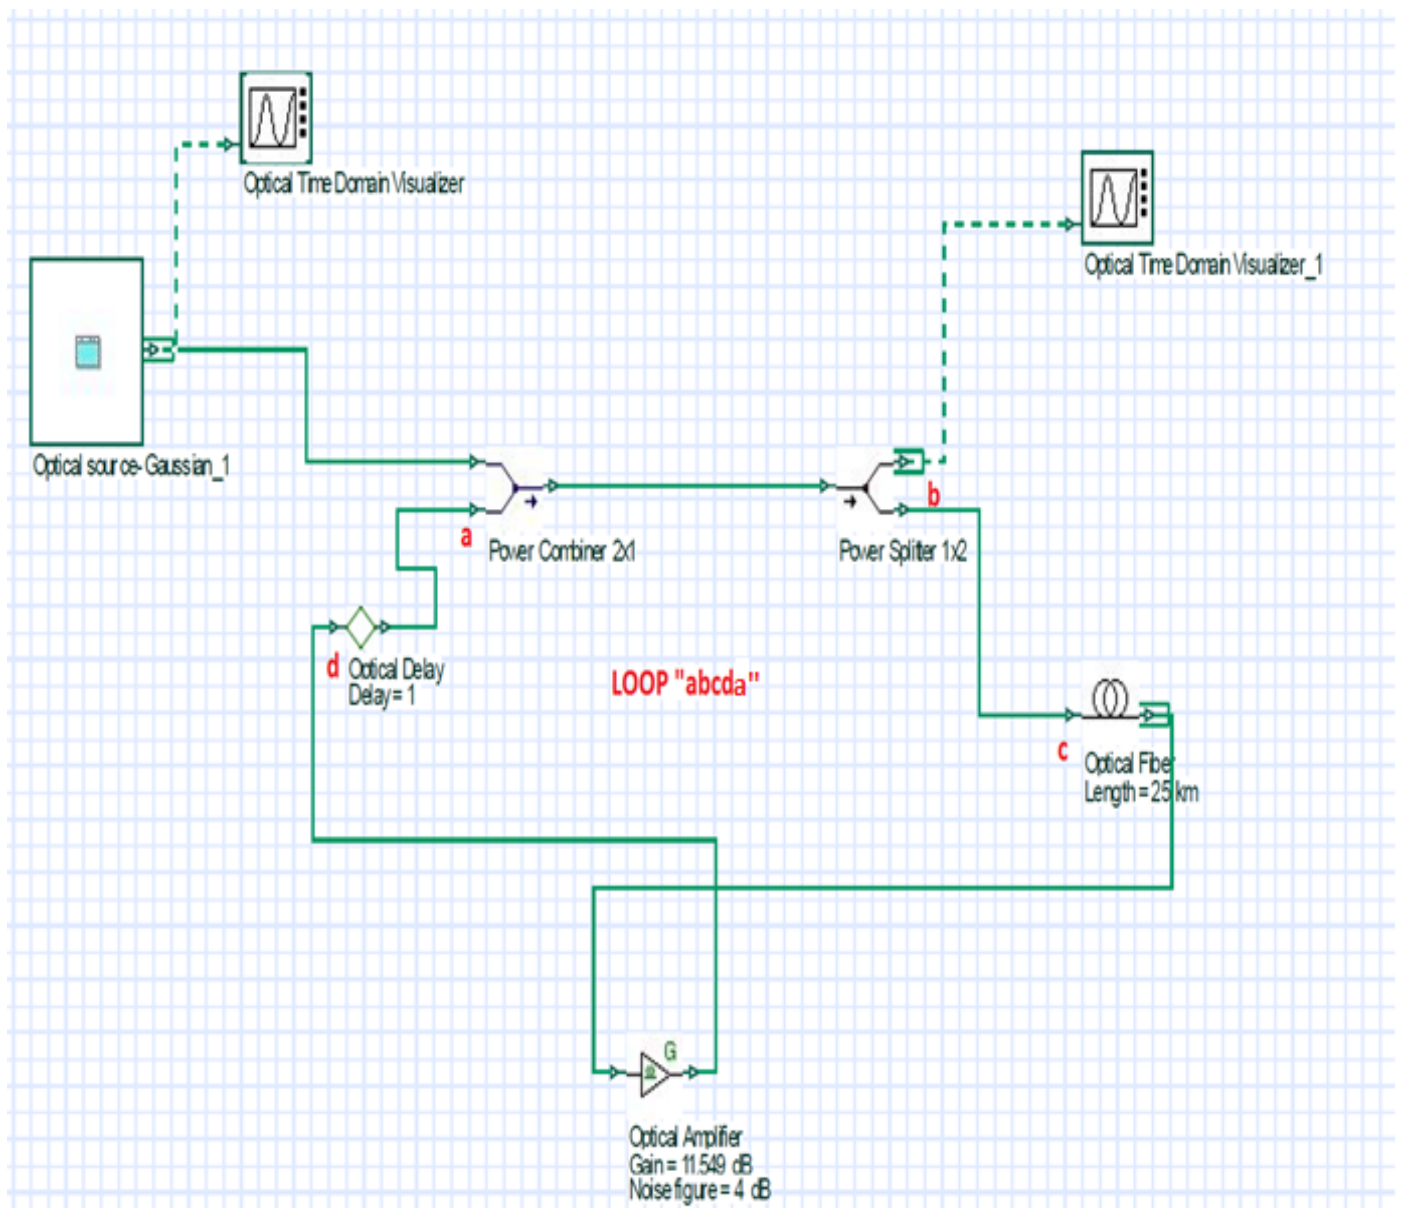 Optical Time Domain Visualizer
Optical Time Domain Visualizer_1
Optical source-Gaussian_1
a
Power Combiner 2x1
b
Power Splitter 1x2
d
Optical Delay
Delay = 1
LOOP "abcda"
c
Optical Fiber
Length = 25 km
G
Optical Amplifier
Gain = 11.549 dB
Noise figure = 4 dB